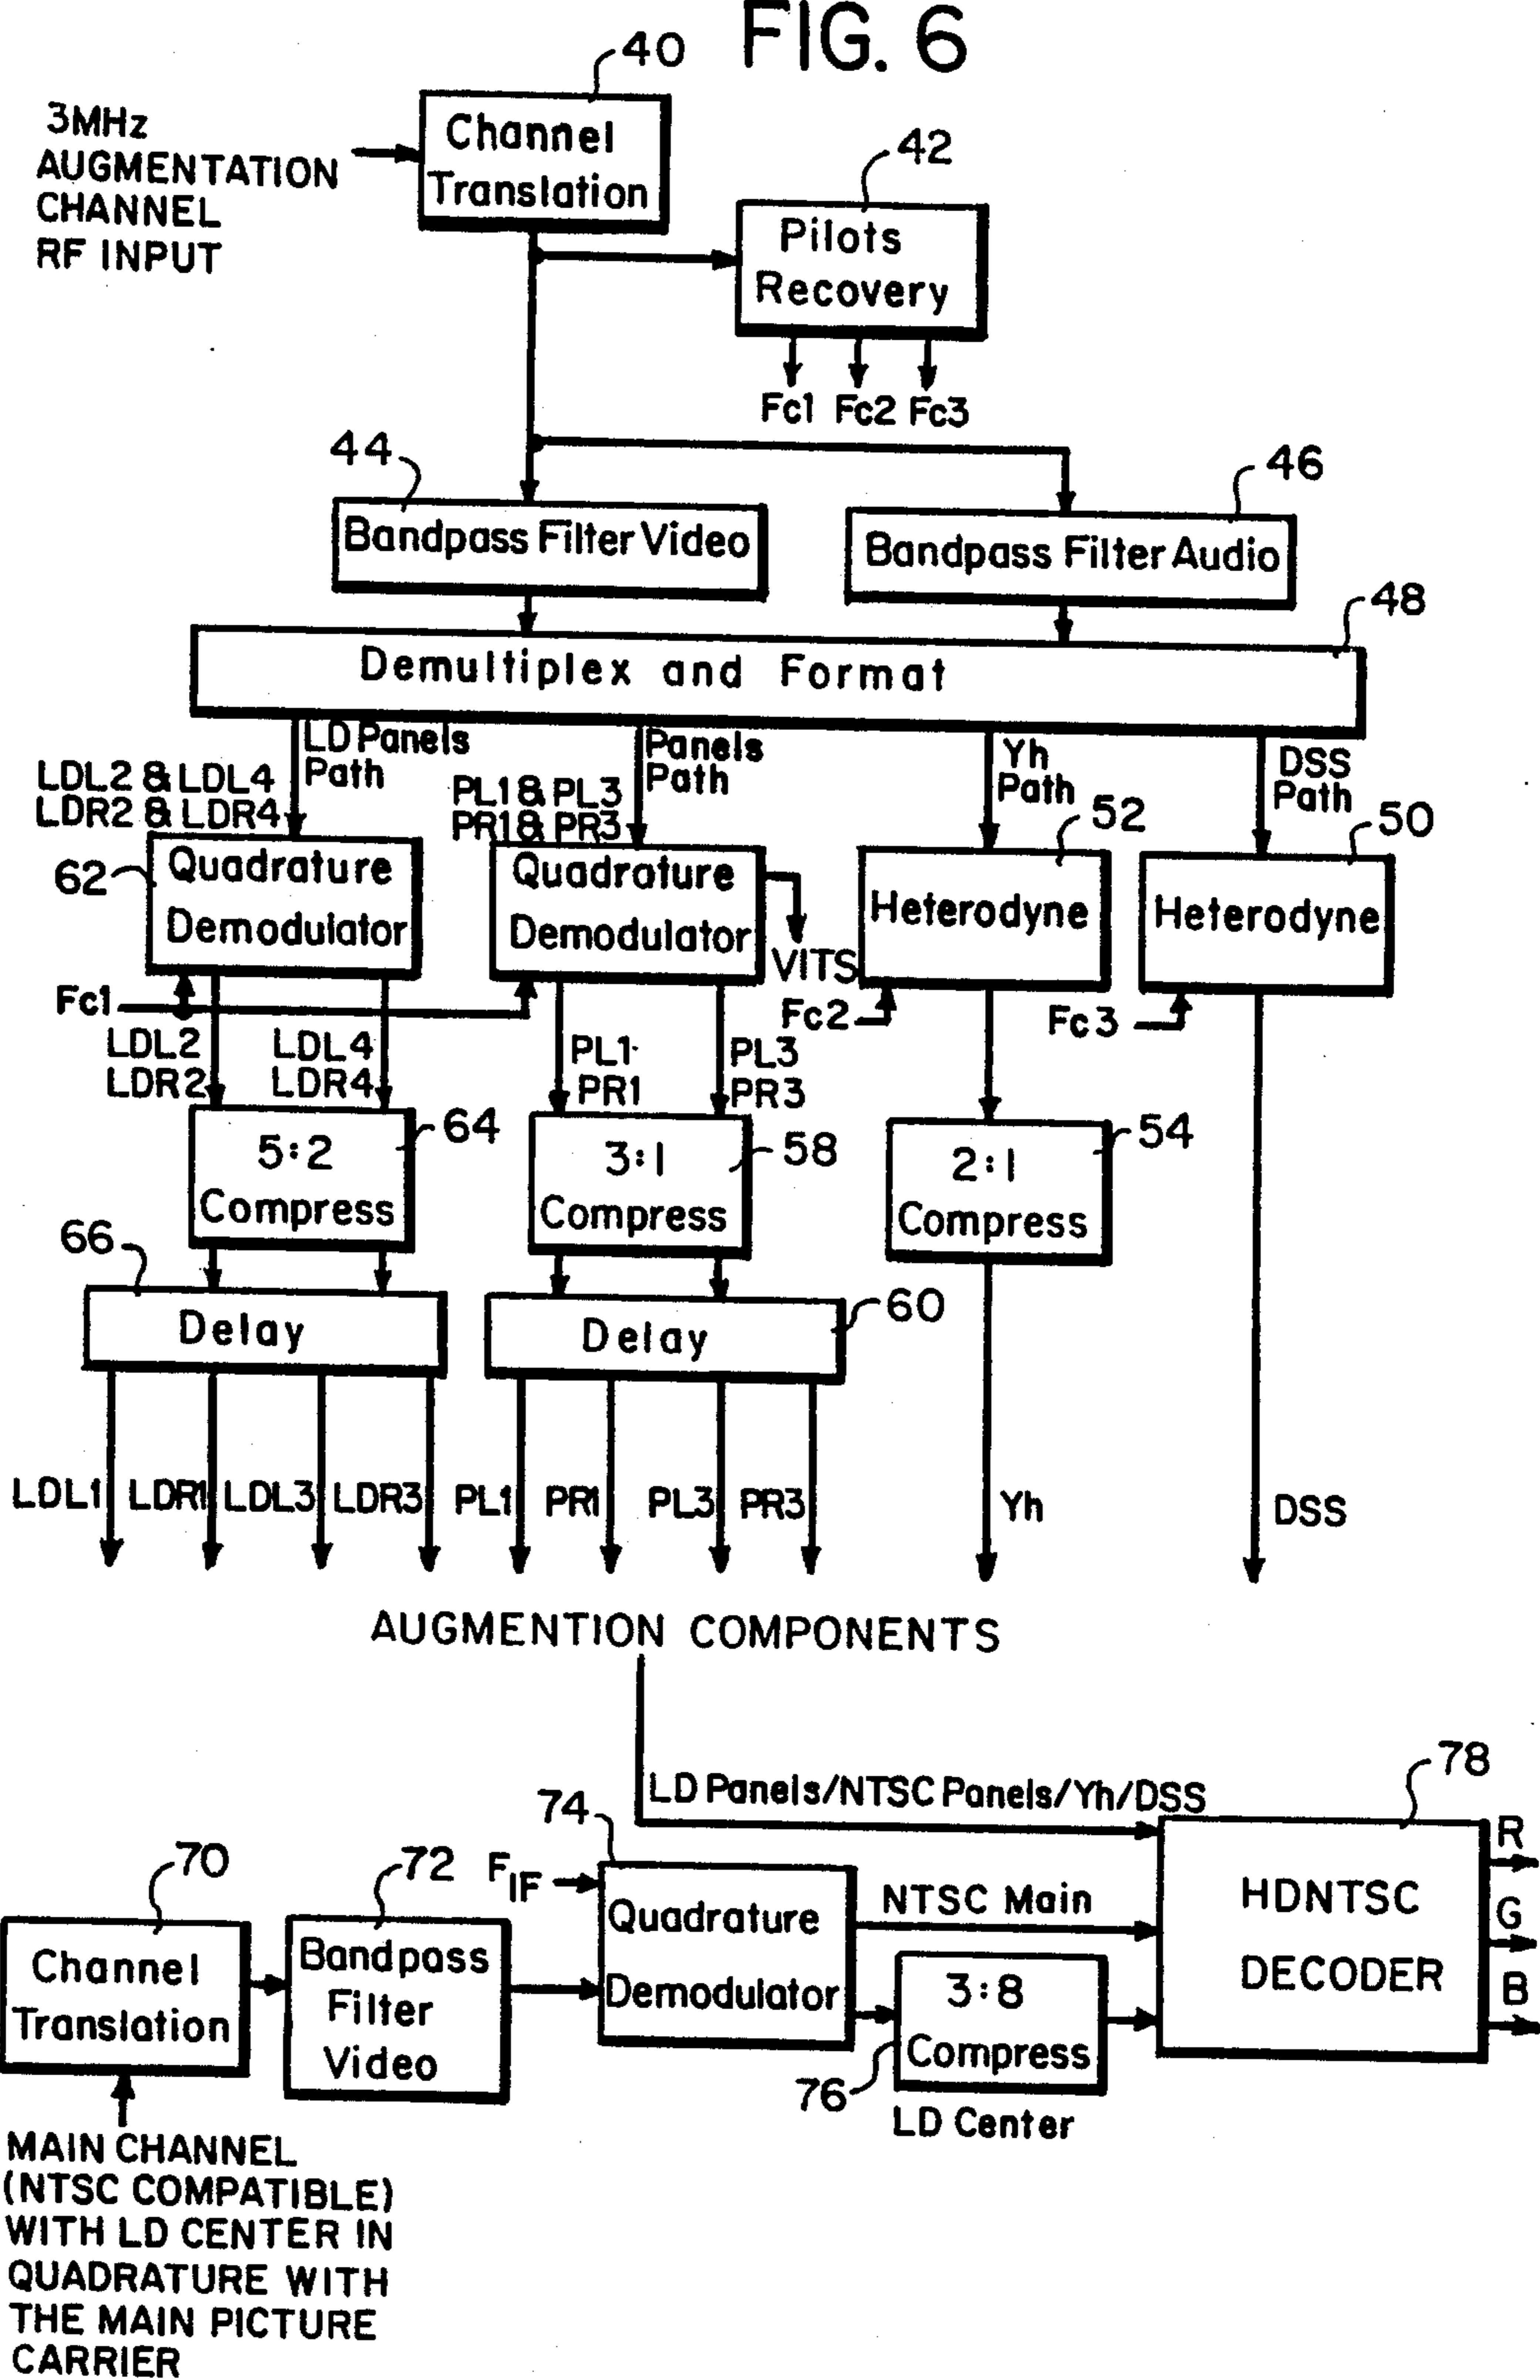 FIG. 6
40
3MHz
AUGMENTATION
CHANNEL
RF INPUT
Channel
Translation
42
Pilots
Recovery
Fc1 Fc2 Fc3
44
Bandpass Filter Video
46
Bandpass Filter Audio
48
Demultiplex and Format
LD Panels
Path
LDL2 & LDL4
LDR2 & LDR4
Panels
Path
PL1 & PL3
PR1 & PR3
Yh
Path
DSS
Path
62
Quadrature
Demodulator
Quadrature
Demodulator
VITS
52
Heterodyne
50
Heterodyne
Fc1
Fc2
Fc3
LDL2
LDR2
LDL4
LDR4
PL1
PR1
PL3
PR3
64
5:2
Compress
58
3:1
Compress
54
2:1
Compress
66
Delay
60
Delay
LDL1 LDR1 LDL3 LDR3 PL1 PR1 PL3 PR3 Yh DSS
AUGMENTION COMPONENTS
LD Panels/NTSC Panels/Yh/DSS
78
HDNTSC
DECODER
R
G
B
70
Channel
Translation
72
Bandpass
Filter
Video
74
FIF
Quadrature
Demodulator
NTSC Main
3:8
Compress
76
LD Center
MAIN CHANNEL
(NTSC COMPATIBLE)
WITH LD CENTER IN
QUADRATURE WITH
THE MAIN PICTURE
CARRIER